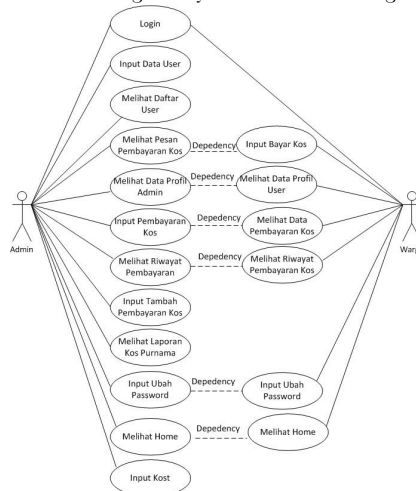 Login
Input Data User
Melihat Daftar
User
Melihat Pesan
Pembayaran Kos
Depedency
Input Bayar Kos
Melihat Data Profil
Admin
Depedency
Melihat Data Profil
User
Input Pembayaran
Kos
Depedency
Melihat Data
Pembayaran Kos
Melihat Riwayat
Pembayaran
Depedency
Melihat Riwayat
Pembayaran Kos
Admin
Input Tambah
Pembayaran Kos
Melihat Laporan
Kos Purnama
Input Ubah
Password
Depedency
Input Ubah
Password
Melihat Home
Depedency
Melihat Home
Input Kost